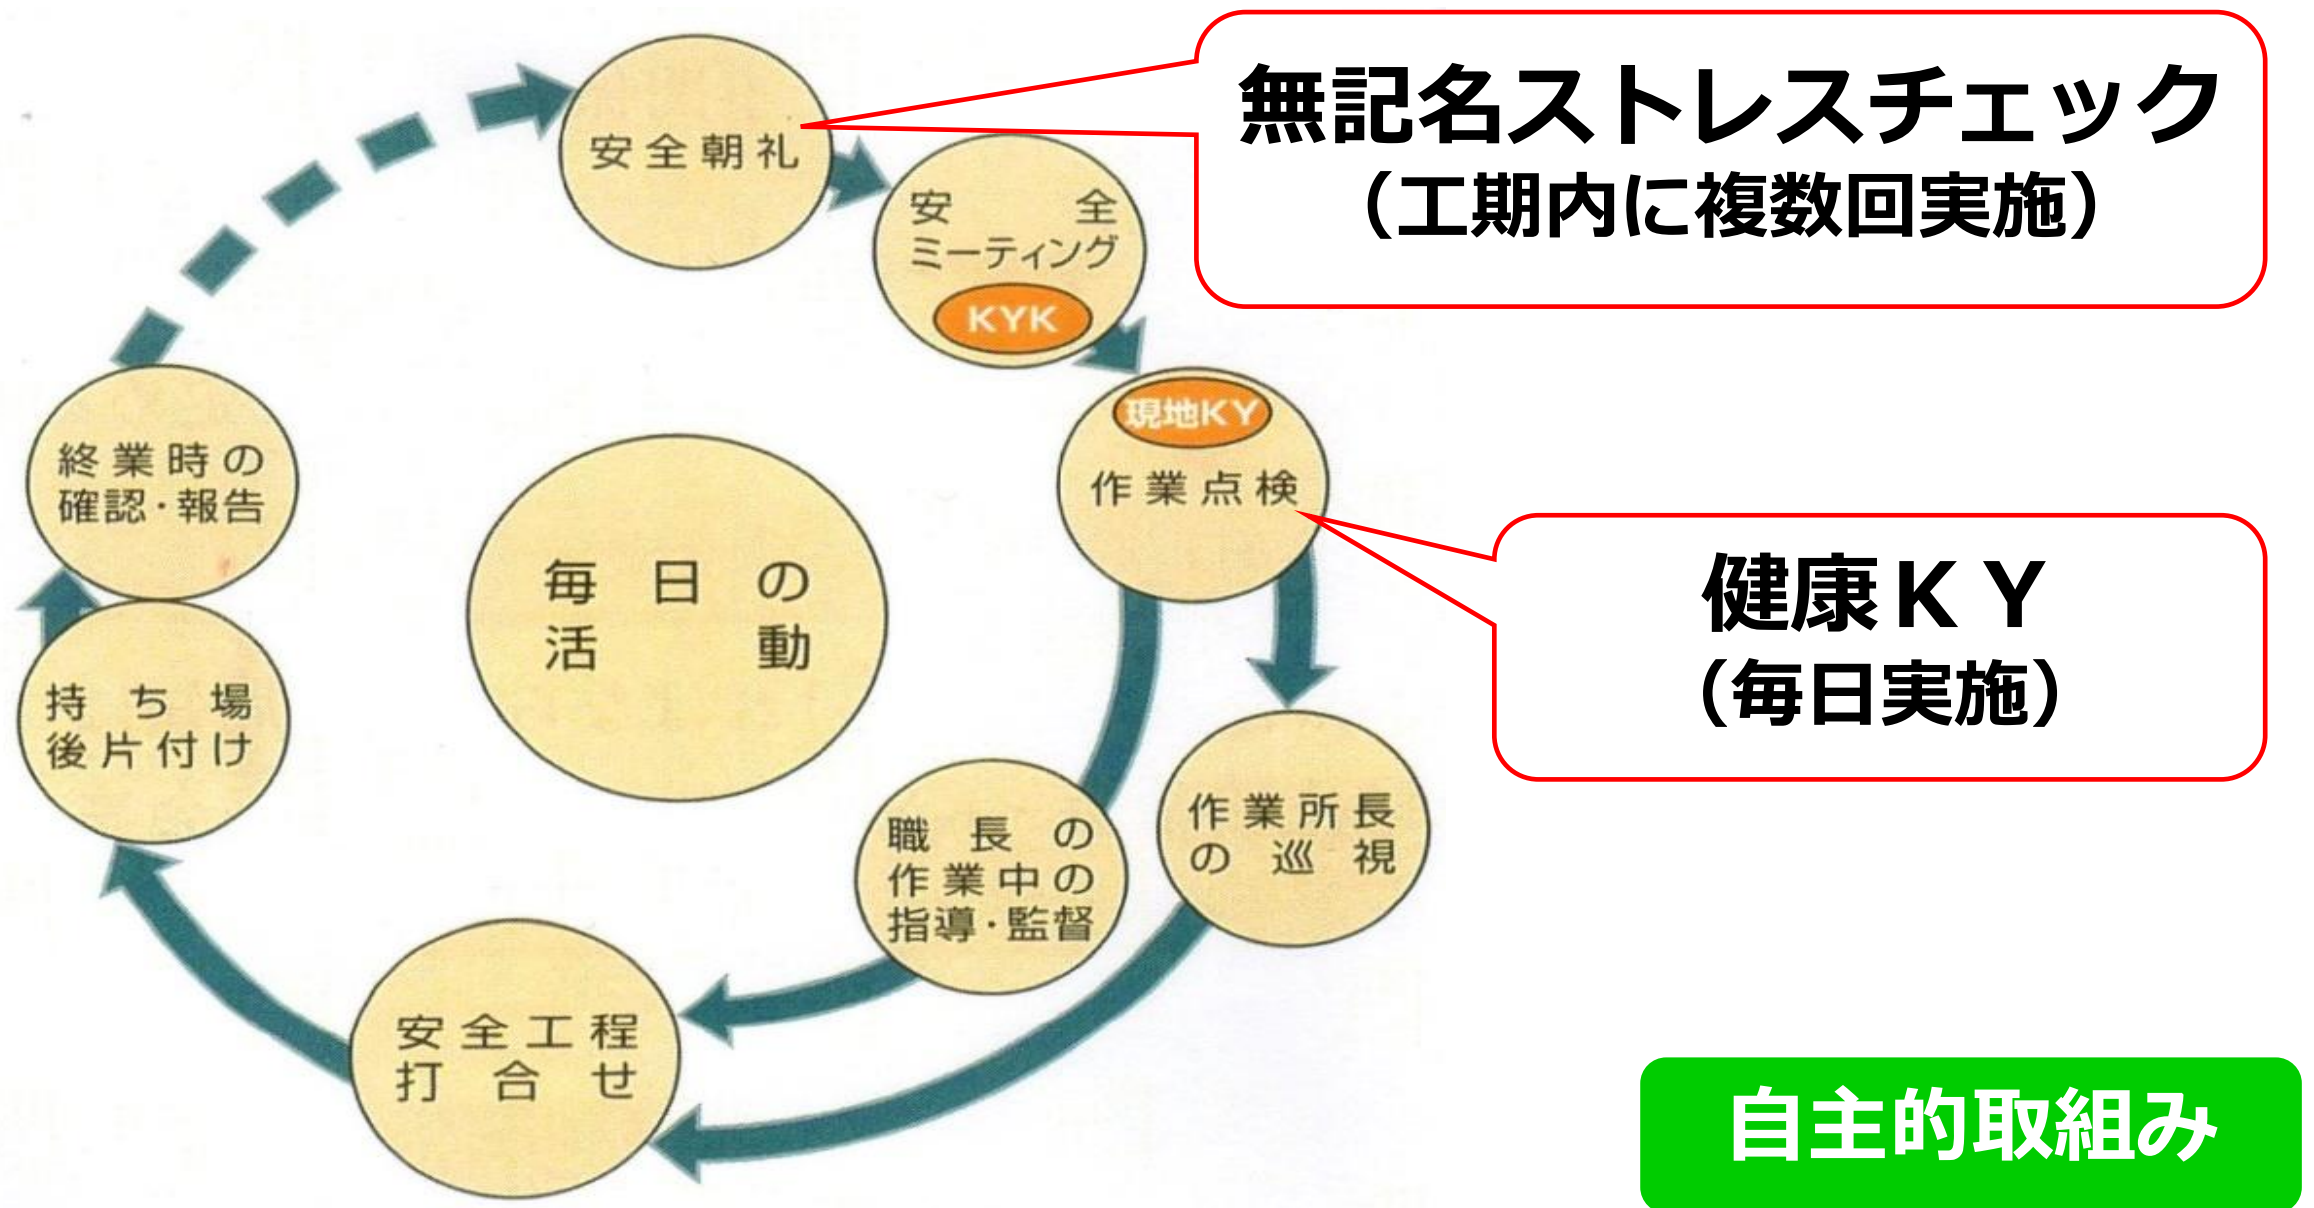 安全朝礼
無記名ストレスチェック
（工期内に複数回実施）
安全
ミーティング
KYK
現地KY
作業点検
健康ＫＹ
（毎日実施）
作業所長
の巡視
職長の
作業中の
指導・監督
安全工程
打合せ
持ち場
後片付け
終業時の
確認・報告
毎日の
活動
自主的取組み